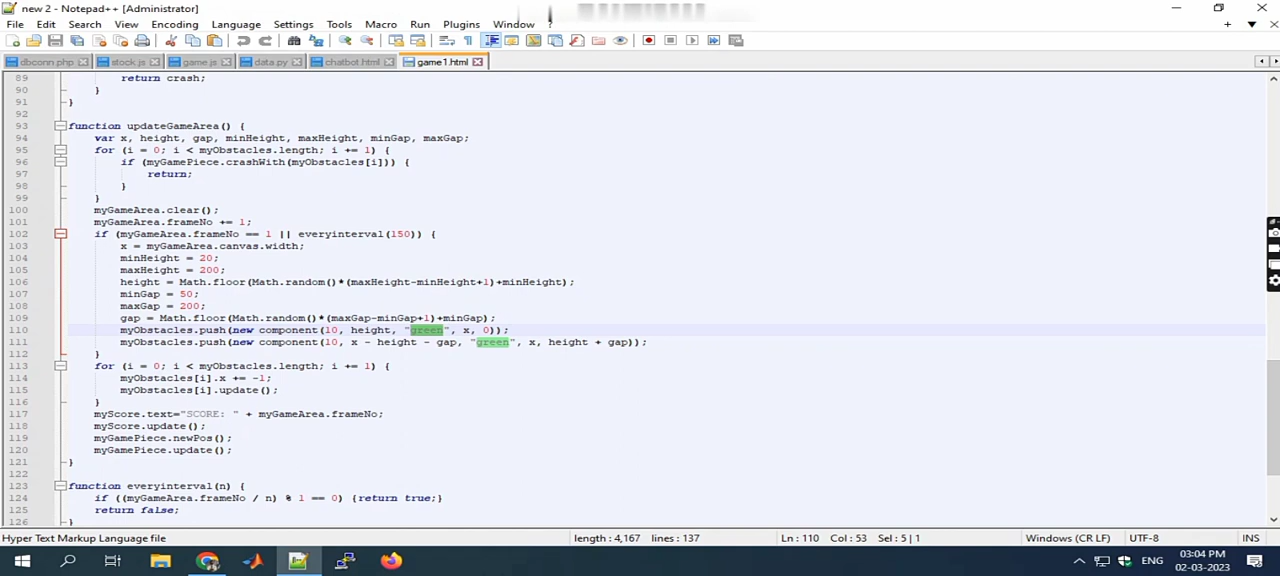 new 2 - Notepad++ [Administrator]
File Edit Search View Encoding Language Settings Tools Macro Run Plugins Window ?
dbconn.php stock.js game.js data.py chatbot.html game1.html
89 return crash;
90 }
91 }
92
93 function updateGameArea() {
94 var x, height, gap, minHeight, maxHeight, minGap, maxGap;
95 for (i = 0; i < myObstacles.length; i += 1) {
96 if (myGamePiece.crashWith(myObstacles[i])) {
97 return;
98 }
99 }
100 myGameArea.clear();
101 myGameArea.frameNo += 1;
102 if (myGameArea.frameNo == 1 || everyinterval(150)) {
103 x = myGameArea.canvas.width;
104 minHeight = 20;
105 maxHeight = 200;
106 height = Math.floor(Math.random()*(maxHeight-minHeight+1)+minHeight);
107 minGap = 50;
108 maxGap = 200;
109 gap = Math.floor(Math.random()*(maxGap-minGap+1)+minGap);
110 myObstacles.push(new component(10, height, "green", x, 0));
111 myObstacles.push(new component(10, x - height - gap, "green", x, height + gap));
112 }
113 for (i = 0; i < myObstacles.length; i += 1) {
114 myObstacles[i].x += -1;
115 myObstacles[i].update();
116 }
117 myScore.text="SCORE: " + myGameArea.frameNo;
118 myScore.update();
119 myGamePiece.newPos();
120 myGamePiece.update();
121 }
122
123 function everyinterval(n) {
124 if ((myGameArea.frameNo / n) % 1 == 0) {return true;}
125 return false;
126 }
Hyper Text Markup Language file length : 4,167 lines : 137 Ln : 110 Col : 53 Sel : 5 | 1 Windows (CR LF) UTF-8 INS
ENG 03:04 PM
02-03-2023